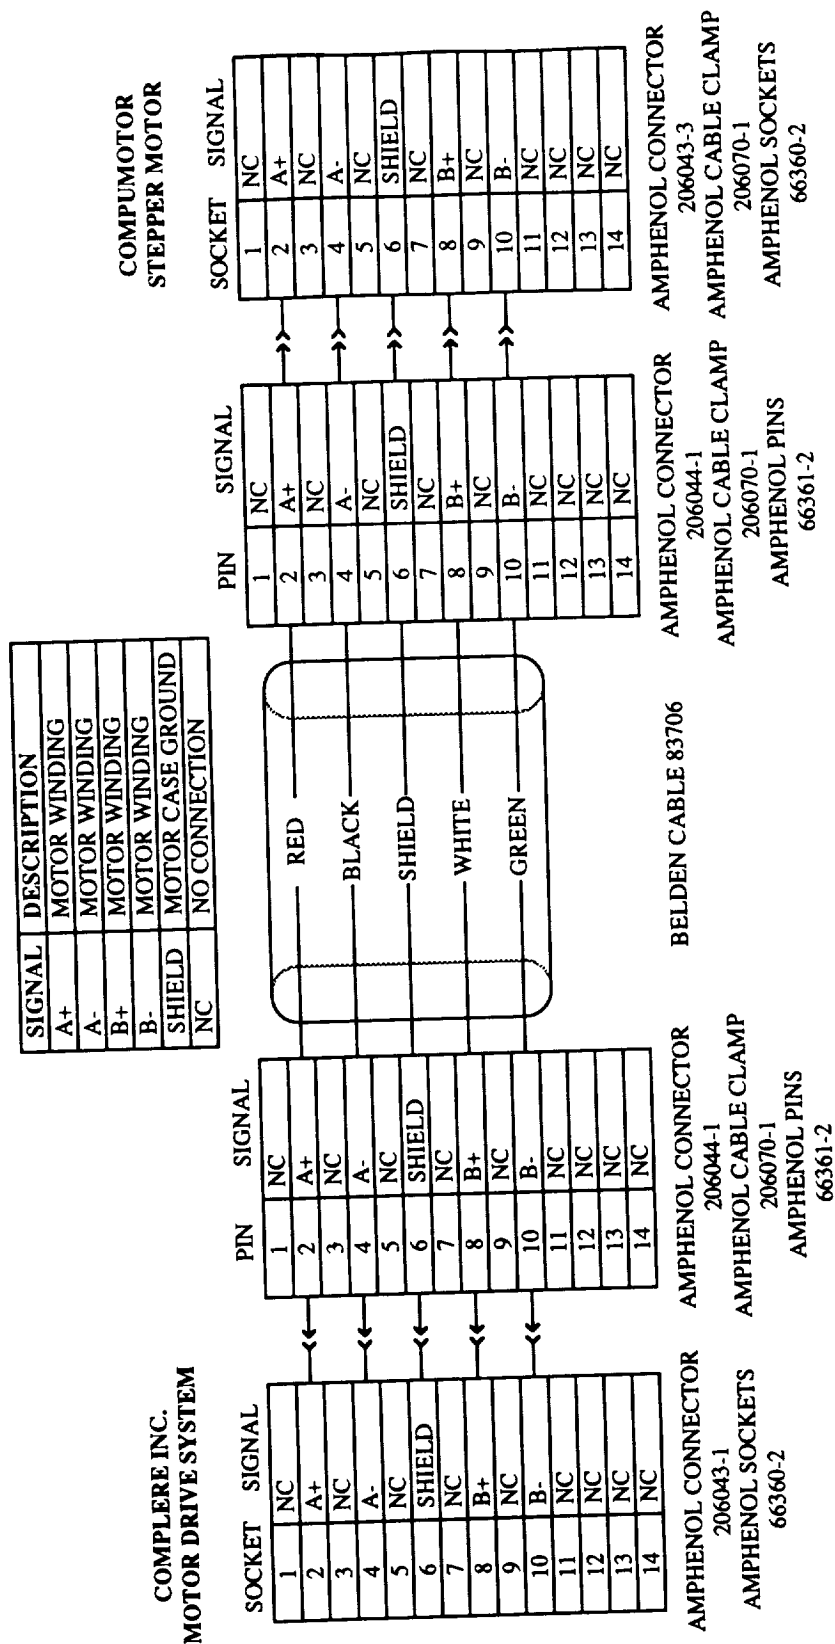 SIGNAL DESCRIPTION
A+ MOTOR WINDING
A- MOTOR WINDING
B+ MOTOR WINDING
B- MOTOR WINDING
SHIELD MOTOR CASE GROUND
NC NO CONNECTION
COMPLERE INC.
MOTOR DRIVE SYSTEM
SOCKET SIGNAL
1 NC
2 A+
3 NC
4 A-
5 NC
6 SHIELD
7 NC
8 B+
9 NC
10 B-
11 NC
12 NC
13 NC
14 NC
AMPHENOL CONNECTOR
206043-1
AMPHENOL SOCKETS
66360-2
PIN SIGNAL
1 NC
2 A+
3 NC
4 A-
5 NC
6 SHIELD
7 NC
8 B+
9 NC
10 B-
11 NC
12 NC
13 NC
14 NC
AMPHENOL CONNECTOR
206044-1
AMPHENOL CABLE CLAMP
206070-1
AMPHENOL PINS
66361-2
RED
BLACK
SHIELD
WHITE
GREEN
BELDEN CABLE 83706
PIN SIGNAL
1 NC
2 A+
3 NC
4 A-
5 NC
6 SHIELD
7 NC
8 B+
9 NC
10 B-
11 NC
12 NC
13 NC
14 NC
AMPHENOL CONNECTOR
206044-1
AMPHENOL CABLE CLAMP
206070-1
AMPHENOL PINS
66361-2
COMPUMOTOR
STEPPER MOTOR
SOCKET SIGNAL
1 NC
2 A+
3 NC
4 A-
5 NC
6 SHIELD
7 NC
8 B+
9 NC
10 B-
11 NC
12 NC
13 NC
14 NC
AMPHENOL CONNECTOR
206043-3
AMPHENOL CABLE CLAMP
206070-1
AMPHENOL SOCKETS
66360-2